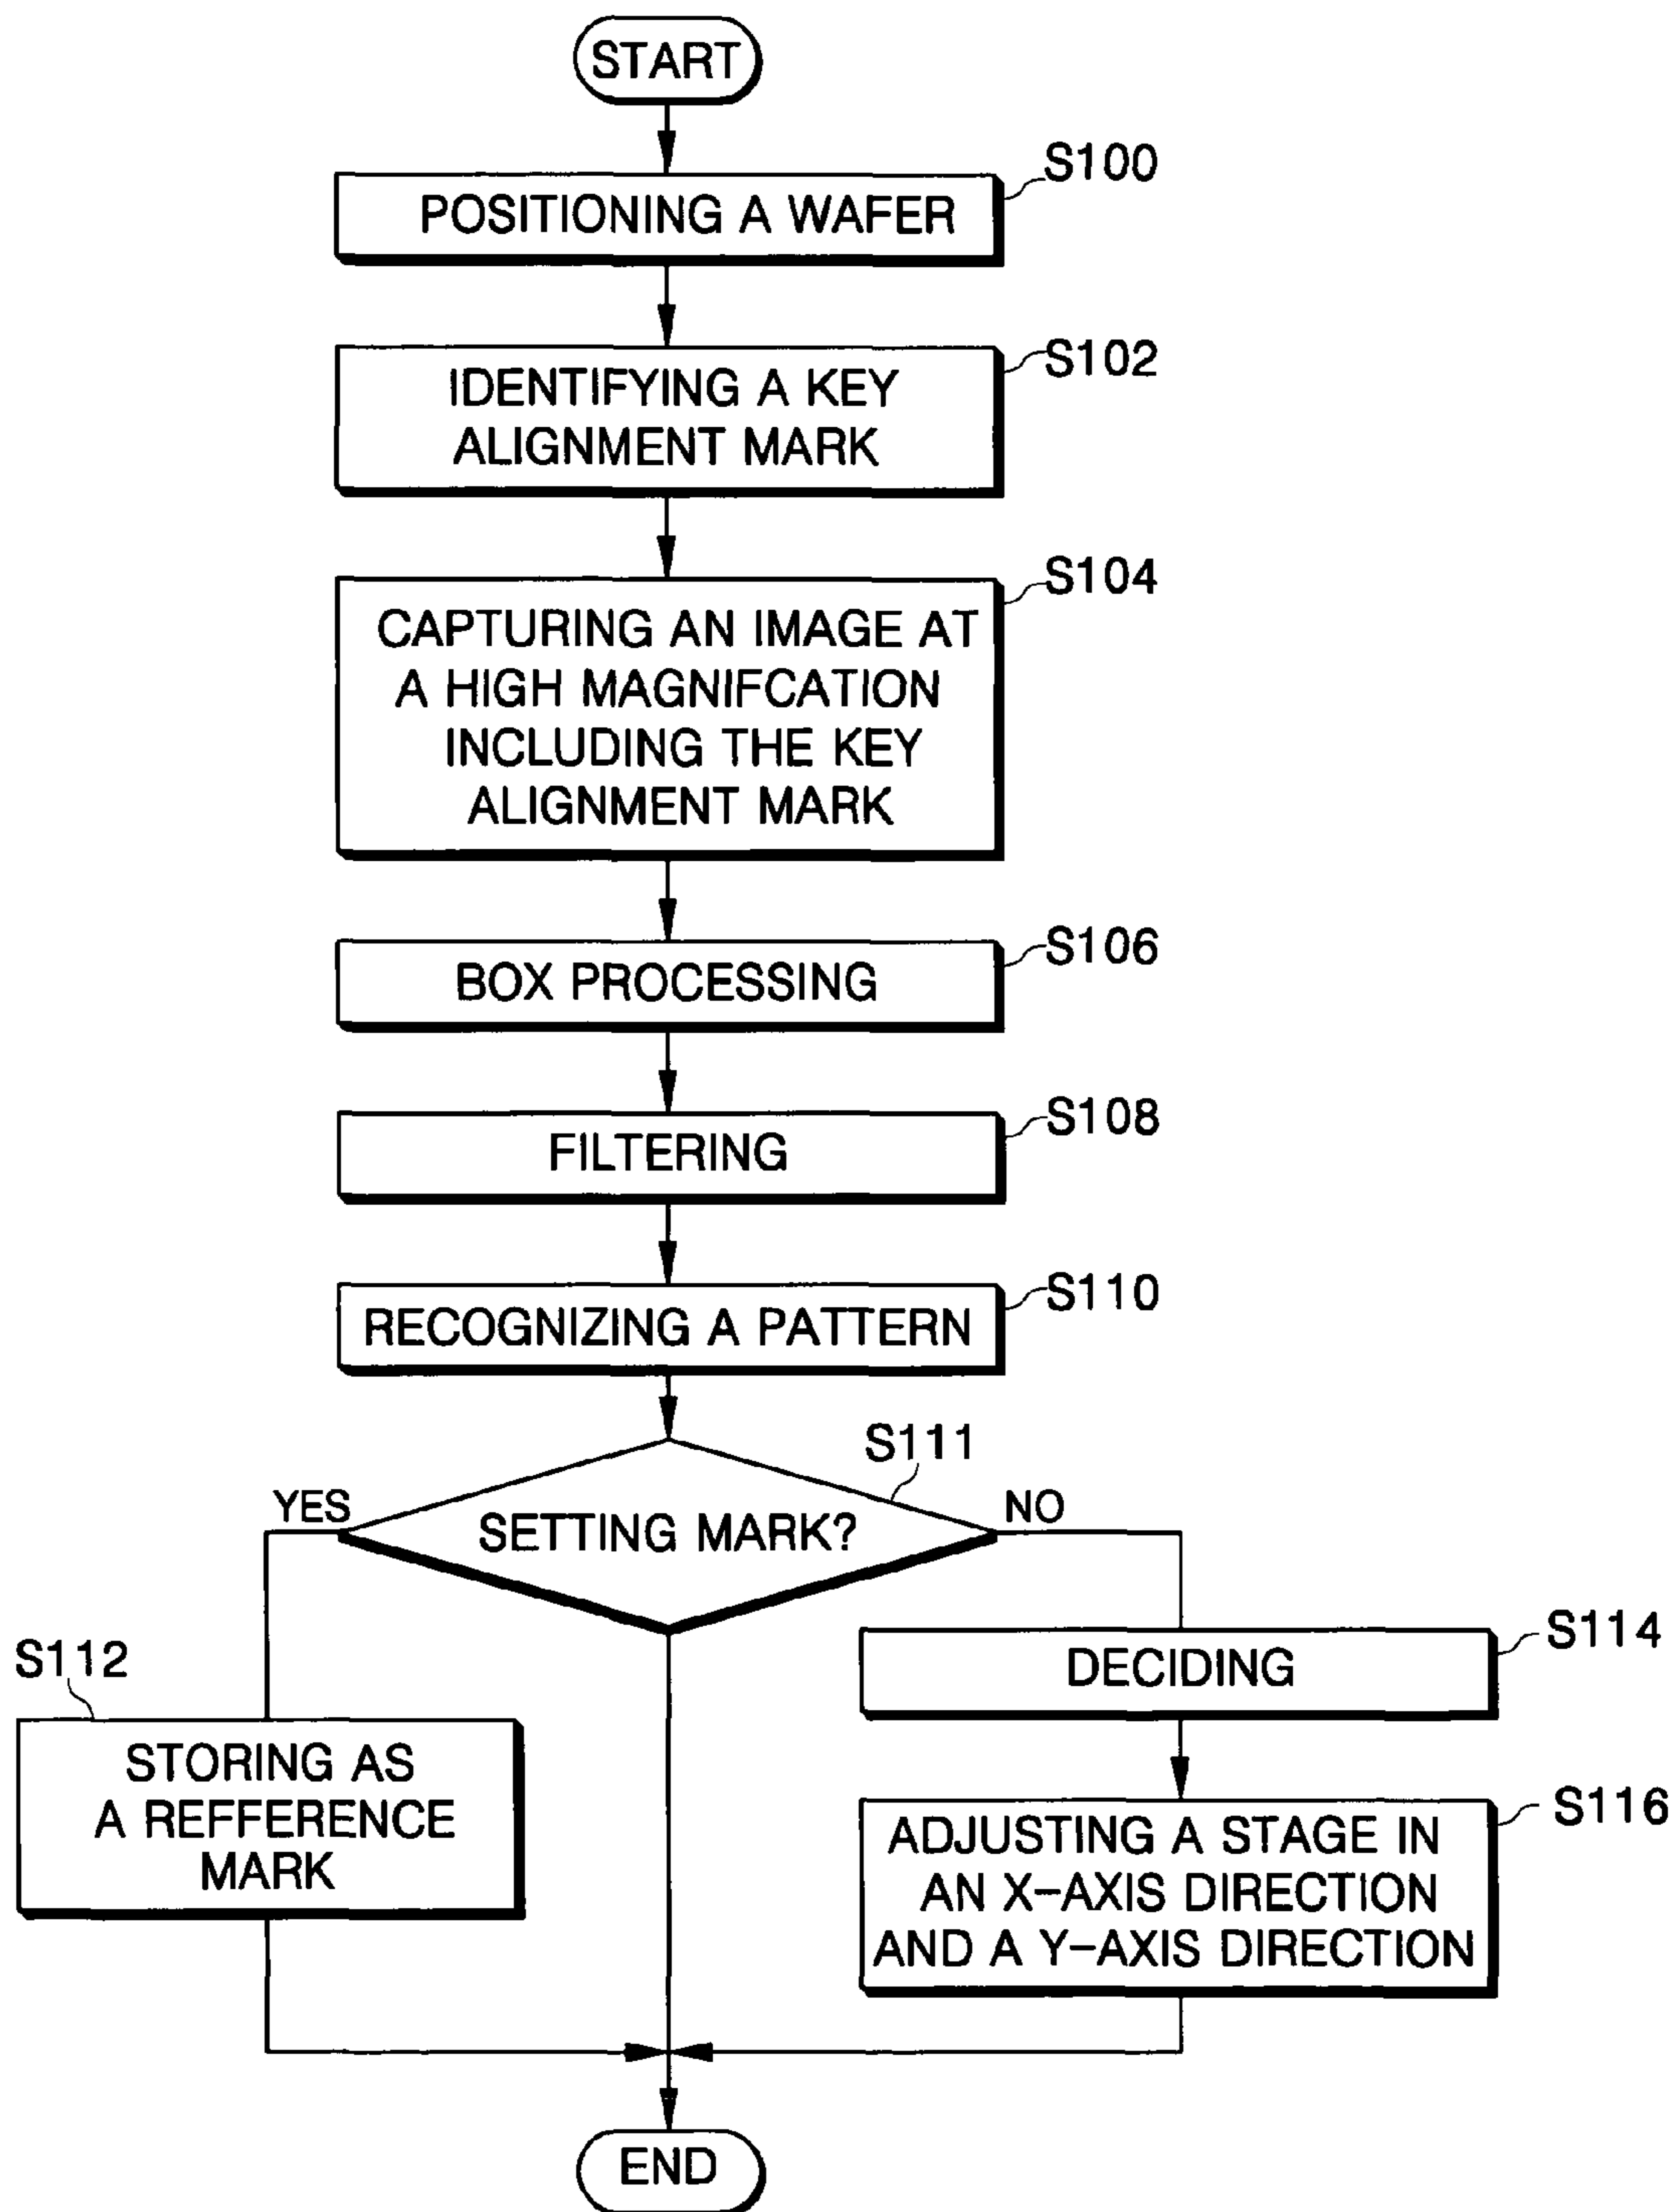 START
S100
POSITIONING A WAFER
S102
IDENTIFYING A KEY
ALIGNMENT MARK
S104
CAPTURING AN IMAGE AT
A HIGH MAGNIFCATION
INCLUDING THE KEY
ALIGNMENT MARK
S106
BOX PROCESSING
S108
FILTERING
S110
RECOGNIZING A PATTERN
S111
YES
SETTING MARK?
NO
S112
STORING AS
A REFFERENCE
MARK
S114
DECIDING
S116
ADJUSTING A STAGE IN
AN X-AXIS DIRECTION
AND A Y-AXIS DIRECTION
END